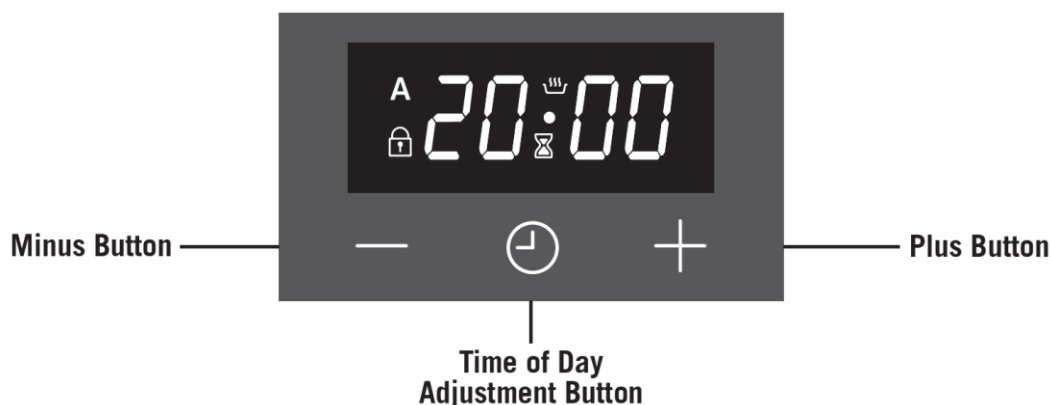 A 20:00
Minus Button
Plus Button
Time of Day
Adjustment Button